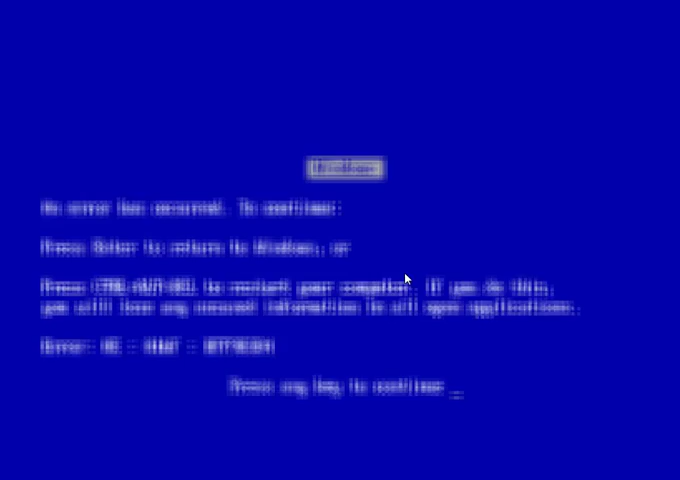 Windows
An error has occurred. To continue:
Press Enter to return to Windows, or
Press CTRL+ALT+DEL to restart your computer. If you do this,
you will lose any unsaved information in all open applications.
Error:
Press any key to continue _